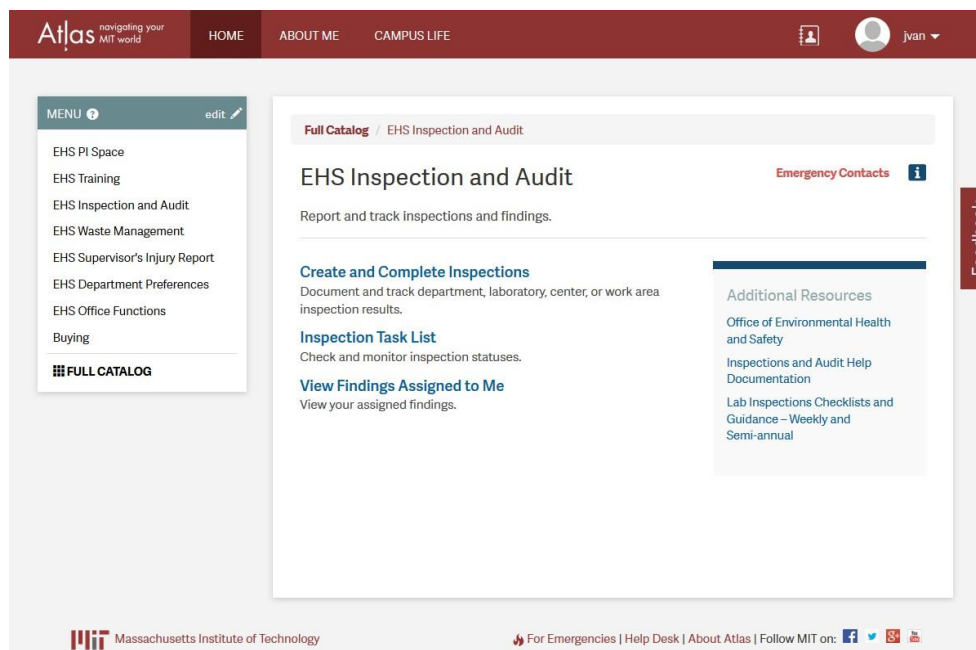 Atlas navigating your MIT world
HOME
ABOUT ME
CAMPUS LIFE
jvan
MENU ?
edit
EHS PI Space
EHS Training
EHS Inspection and Audit
EHS Waste Management
EHS Supervisor's Injury Report
EHS Department Preferences
EHS Office Functions
Buying
FULL CATALOG
Full Catalog / EHS Inspection and Audit
EHS Inspection and Audit
Emergency Contacts i
Report and track inspections and findings.
Create and Complete Inspections
Document and track department, laboratory, center, or work area
inspection results.
Inspection Task List
Check and monitor inspection statuses.
View Findings Assigned to Me
View your assigned findings.
Additional Resources
Office of Environmental Health
and Safety
Inspections and Audit Help
Documentation
Lab Inspections Checklists and
Guidance – Weekly and
Semi-annual
Massachusetts Institute of Technology
For Emergencies | Help Desk | About Atlas | Follow MIT on: